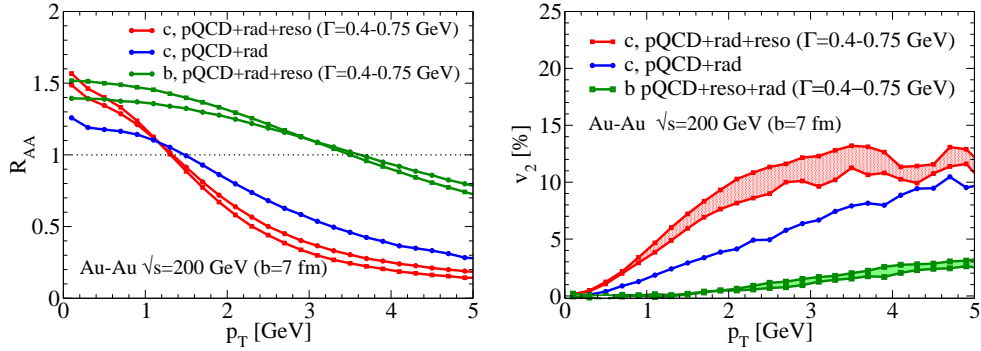 c, pQCD+rad+reso (Γ=0.4-0.75 GeV)
c, pQCD+rad
b, pQCD+rad+reso (Γ=0.4-0.75 GeV)
Au-Au √s=200 GeV (b=7 fm)
R_AA
2
1.5
1
0.5
0
0 1 2 3 4 5
p_T [GeV]
c, pQCD+rad+reso (Γ=0.4-0.75 GeV)
c, pQCD+rad
b pQCD+reso+rad (Γ=0.4–0.75 GeV)
Au-Au √s=200 GeV (b=7 fm)
v_2 [%]
25
20
15
10
5
0
0 1 2 3 4 5
p_T [GeV]